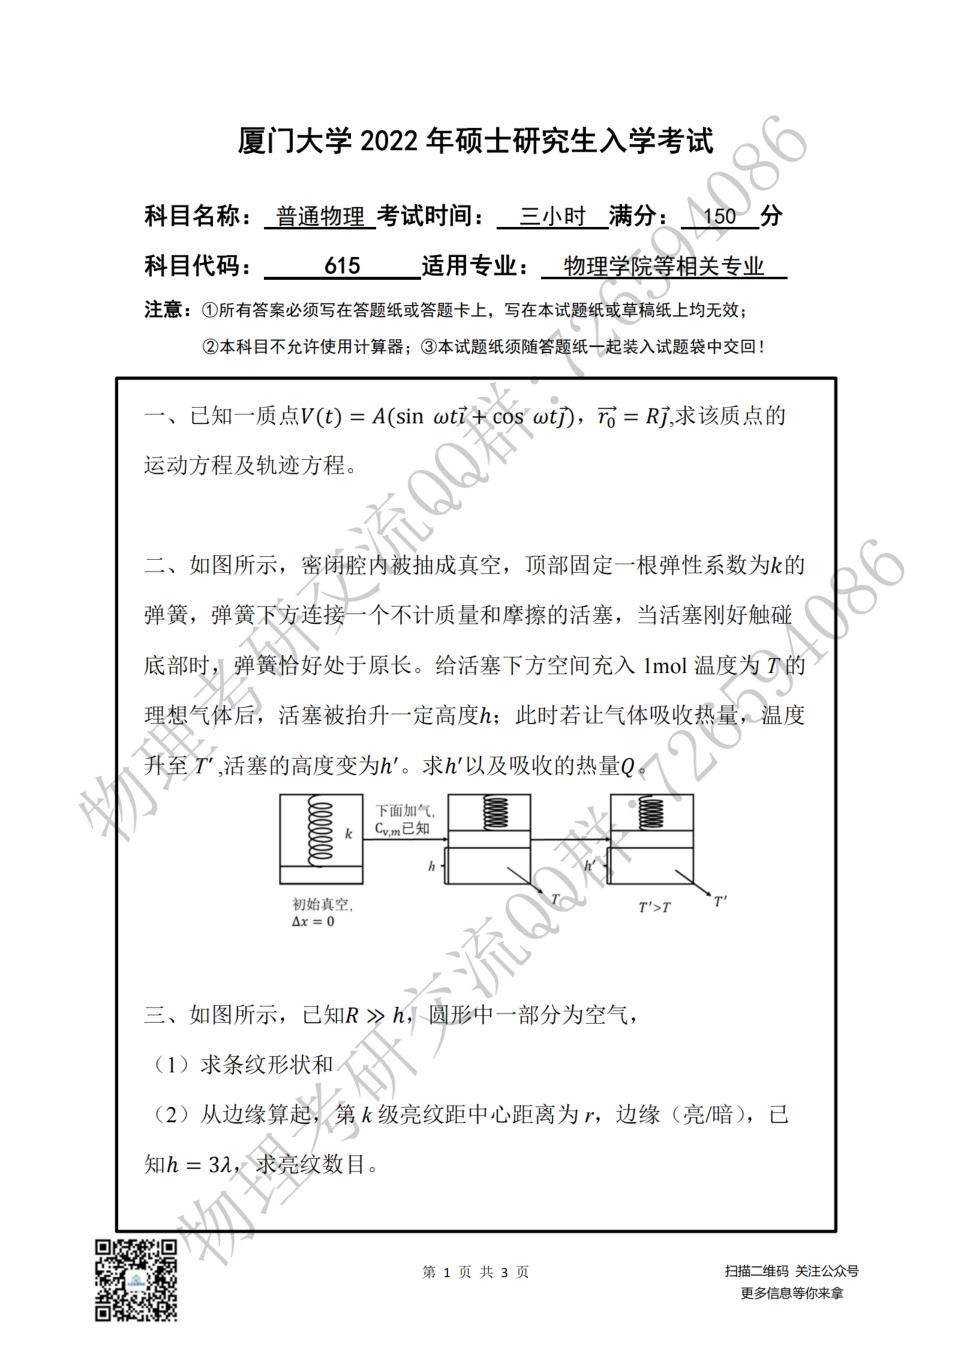 厦门大学 2022 年硕士研究生入学考试
科目名称： 普通物理 考试时间： 三小时 满分： 150 分
科目代码： 615 适用专业： 物理学院等相关专业
注意：①所有答案必须写在答题纸或答题卡上，写在本试题纸或草稿纸上均无效；
②本科目不允许使用计算器；③本试题纸须随答题纸一起装入试题袋中交回！
一、已知一质点V(t) = A(sin ωti⃗ + cos ωtj⃗)，r₀⃗ = Rj⃗,求该质点的
运动方程及轨迹方程。
二、如图所示，密闭腔内被抽成真空，顶部固定一根弹性系数为k的
弹簧，弹簧下方连接一个不计质量和摩擦的活塞，当活塞刚好触碰
底部时，弹簧恰好处于原长。给活塞下方空间充入 1mol 温度为 T 的
理想气体后，活塞被抬升一定高度h；此时若让气体吸收热量，温度
升至 T′ ,活塞的高度变为h′。求h′以及吸收的热量Q。
k
下面加气，
Cv,m已知
h
T
h′
T′
T′>T
初始真空，
Δx = 0
三、如图所示，已知R ≫ h，圆形中一部分为空气，
（1）求条纹形状和
（2）从边缘算起，第 k 级亮纹距中心距离为 r，边缘（亮/暗），已
知h = 3λ，求亮纹数目。
第 1 页 共 3 页
扫描二维码 关注公众号
更多信息等你来拿
物理考研交流QQ群：726594086
物理考研交流QQ群：726594086